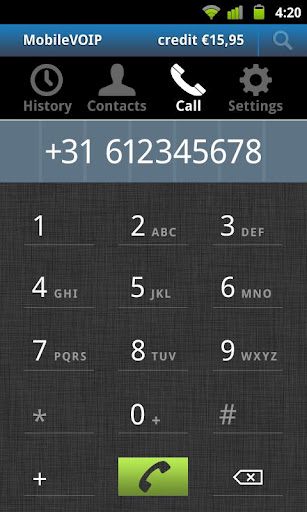 4:20
MobileVOIP credit €15,95
History Contacts Call Settings
+31 612345678
1 2 ABC 3 DEF
4 GHI 5 JKL 6 MNO
7 PQRS 8 TUV 9 WXYZ
* 0 + #
+